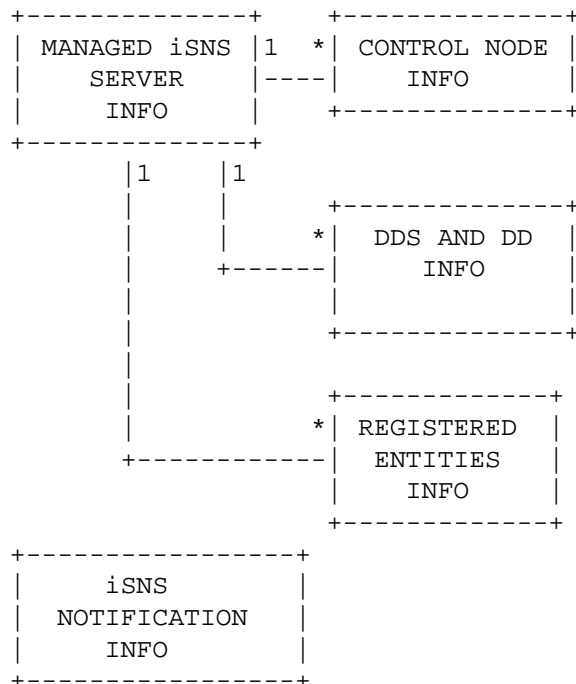 MANAGED iSNS 1 * CONTROL NODE
SERVER INFO
INFO
1 1
* DDS AND DD
INFO
* REGISTERED
ENTITIES
INFO
iSNS
NOTIFICATION
INFO